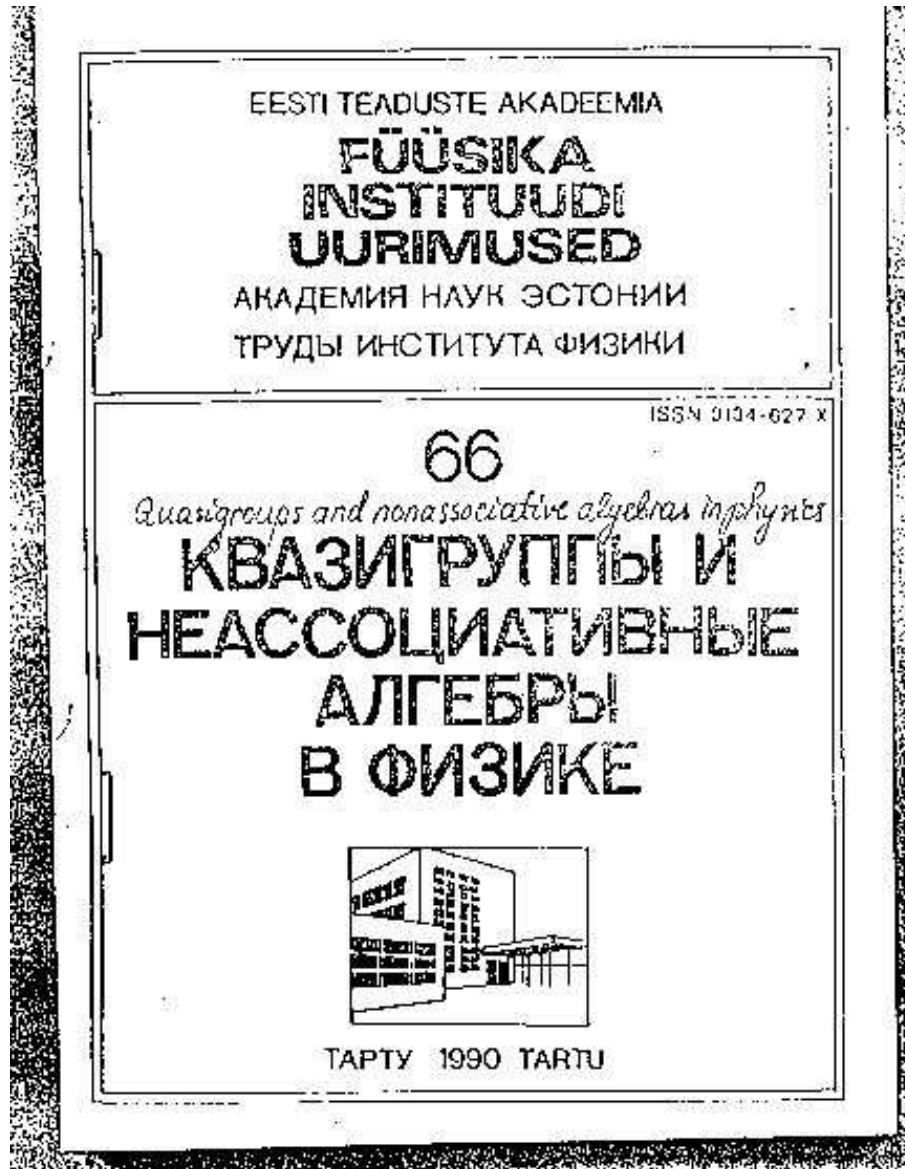 EESTI TEADUSTE AKADEEMIA
FÜÜSIKA
INSTITUUDI
UURIMUSED
АКАДЕМИЯ НАУК ЭСТОНИИ
ТРУДЫ ИНСТИТУТА ФИЗИКИ
ISSN 0134-627 X
66
Quasigroups and nonassociative algebras in physics
КВАЗИГРУППЫ И
НЕАССОЦИАТИВНЫЕ
АЛГЕБРЫ
В ФИЗИКЕ
ТАРТУ 1990 TARTU